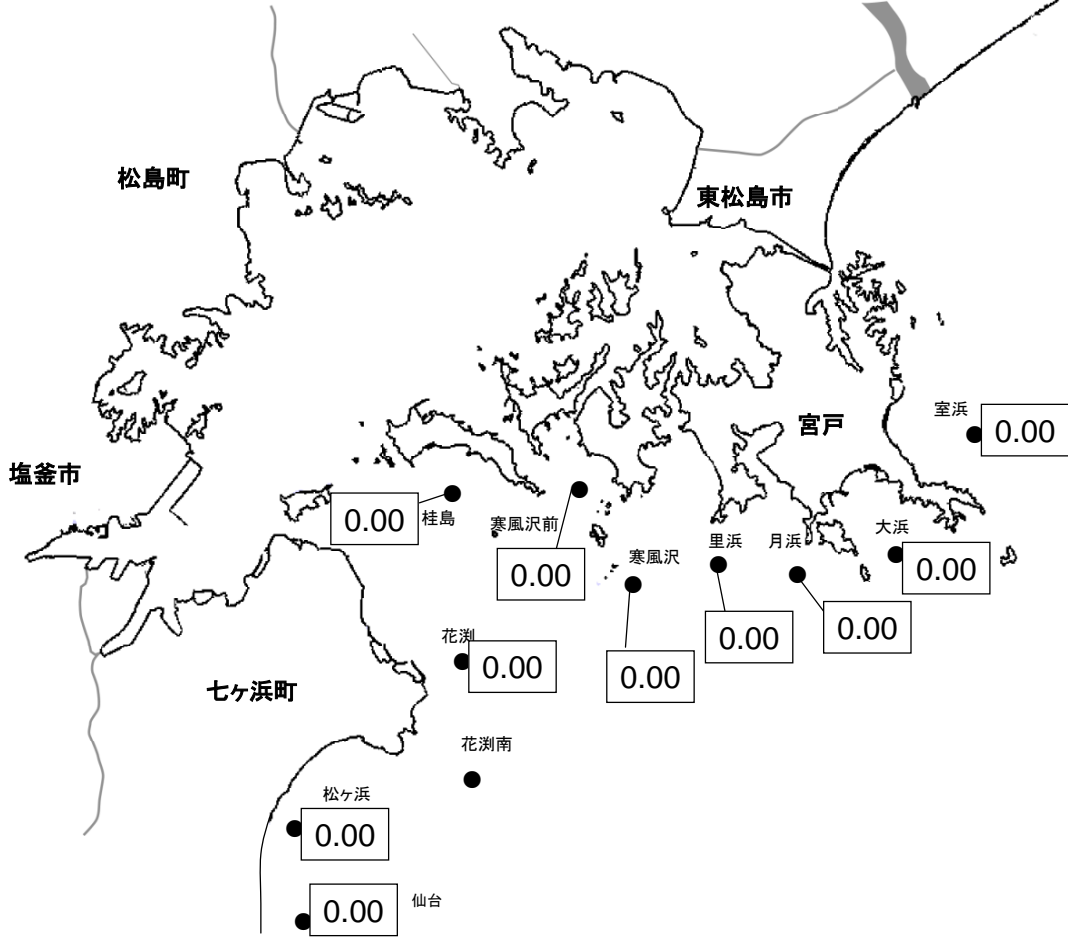 松島町
東松島市
宮戸
室浜
0.00
塩釜市
0.00
桂島
寒風沢前
0.00
寒風沢
0.00
里浜
0.00
月浜
0.00
大浜
0.00
花渕
0.00
七ヶ浜町
花渕南
松ヶ浜
0.00
0.00
仙台